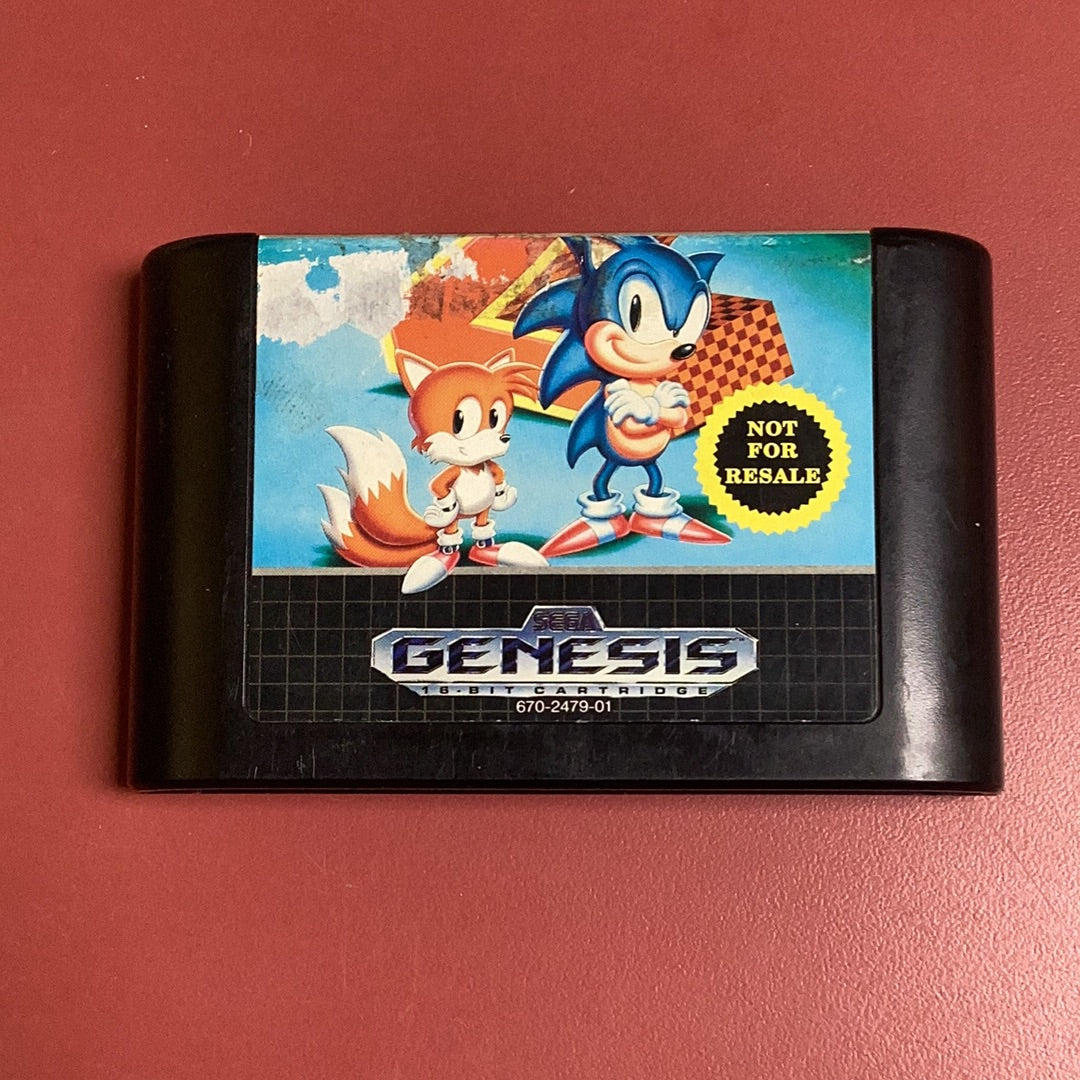 NOT
FOR
RESALE
SEGA
GENESIS
16-BIT CARTRIDGE
670-2479-01